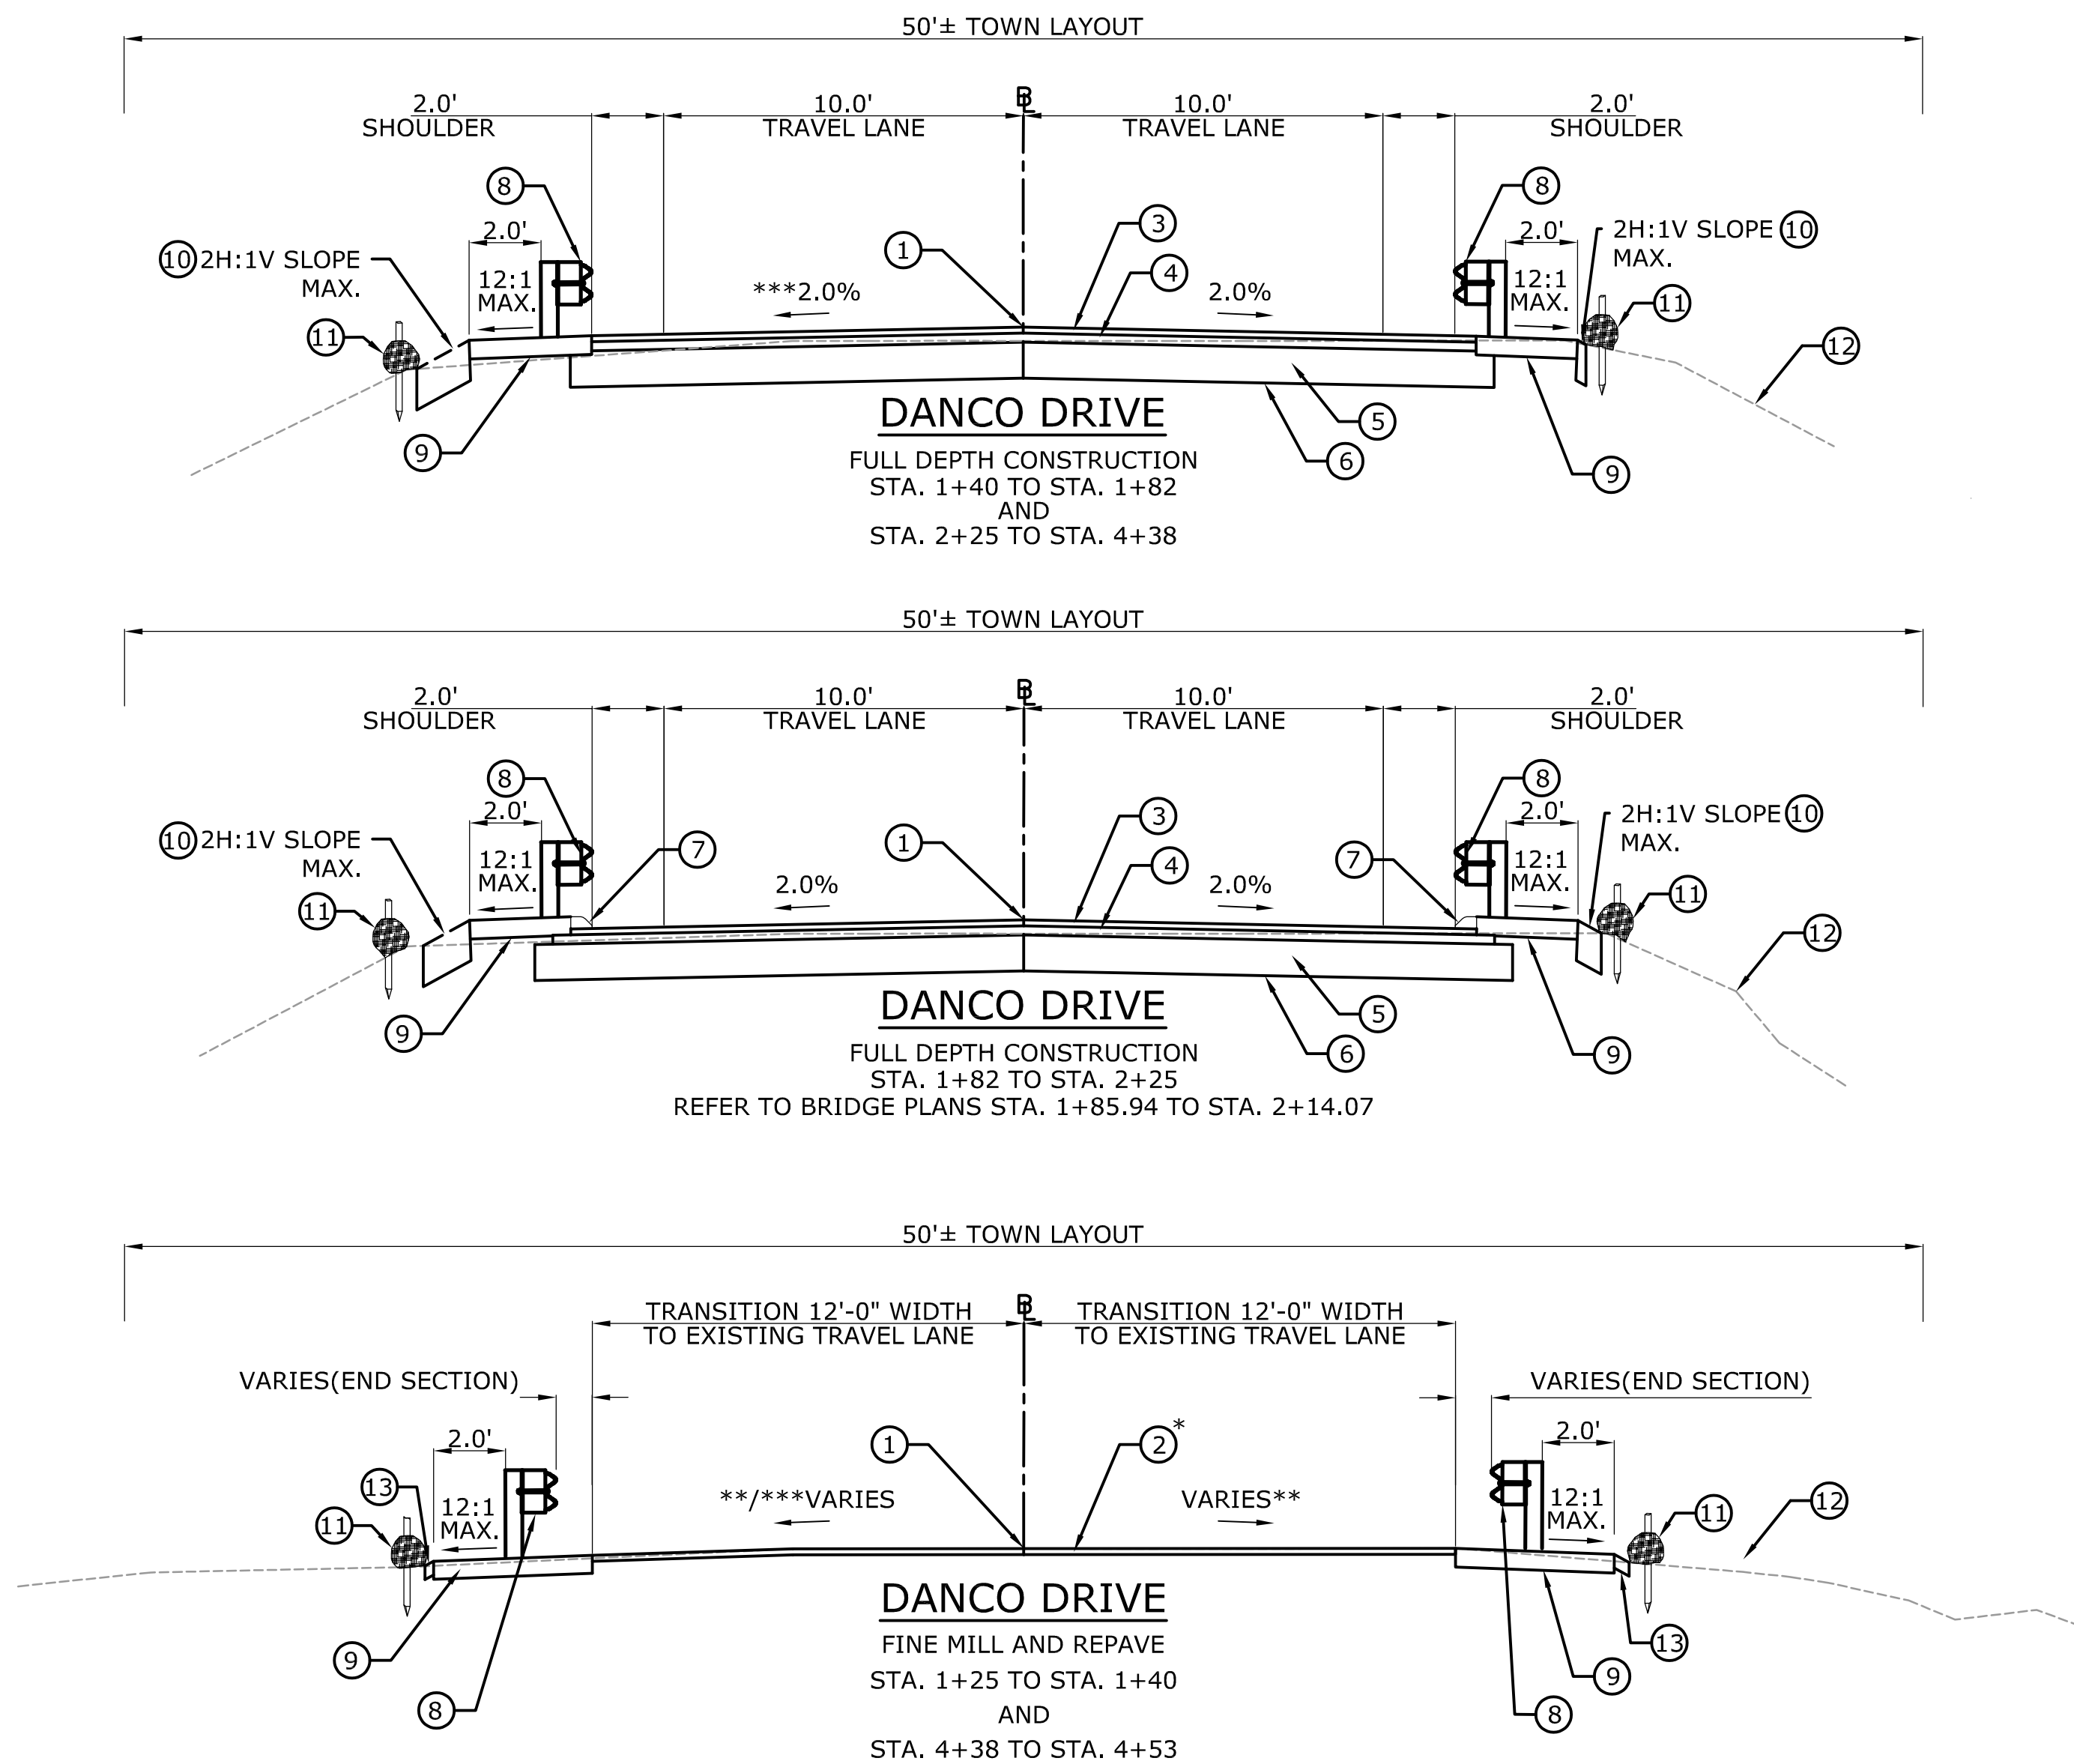 50'± TOWN LAYOUT
2.0'
SHOULDER
10.0'
TRAVEL LANE
BL
10.0'
TRAVEL LANE
2.0'
SHOULDER
8
8
3
2.0'
2.0'
2H:1V SLOPE 10
MAX.
1
10 2H:1V SLOPE
MAX.
4
12:1
MAX.
12:1
MAX.
***2.0%
2.0%
11
11
12
9
5
6
9
DANCO DRIVE
FULL DEPTH CONSTRUCTION
STA. 1+40 TO STA. 1+82
AND
STA. 2+25 TO STA. 4+38
50'± TOWN LAYOUT
2.0'
SHOULDER
10.0'
TRAVEL LANE
BL
10.0'
TRAVEL LANE
2.0'
SHOULDER
8
8
2.0'
2.0'
3
2H:1V SLOPE 10
MAX.
10 2H:1V SLOPE
MAX.
7
1
4
7
12:1
MAX.
12:1
MAX.
2.0%
2.0%
11
11
12
9
5
6
9
DANCO DRIVE
FULL DEPTH CONSTRUCTION
STA. 1+82 TO STA. 2+25
REFER TO BRIDGE PLANS STA. 1+85.94 TO STA. 2+14.07
50'± TOWN LAYOUT
BL
TRANSITION 12'-0" WIDTH
TO EXISTING TRAVEL LANE
TRANSITION 12'-0" WIDTH
TO EXISTING TRAVEL LANE
VARIES(END SECTION)
VARIES(END SECTION)
2.0'
2.0'
1
2*
13
11
12:1
MAX.
**/***VARIES
VARIES**
12:1
MAX.
11
12
9
8
13
9
8
DANCO DRIVE
FINE MILL AND REPAVE
STA. 1+25 TO STA. 1+40
AND
STA. 4+38 TO STA. 4+53